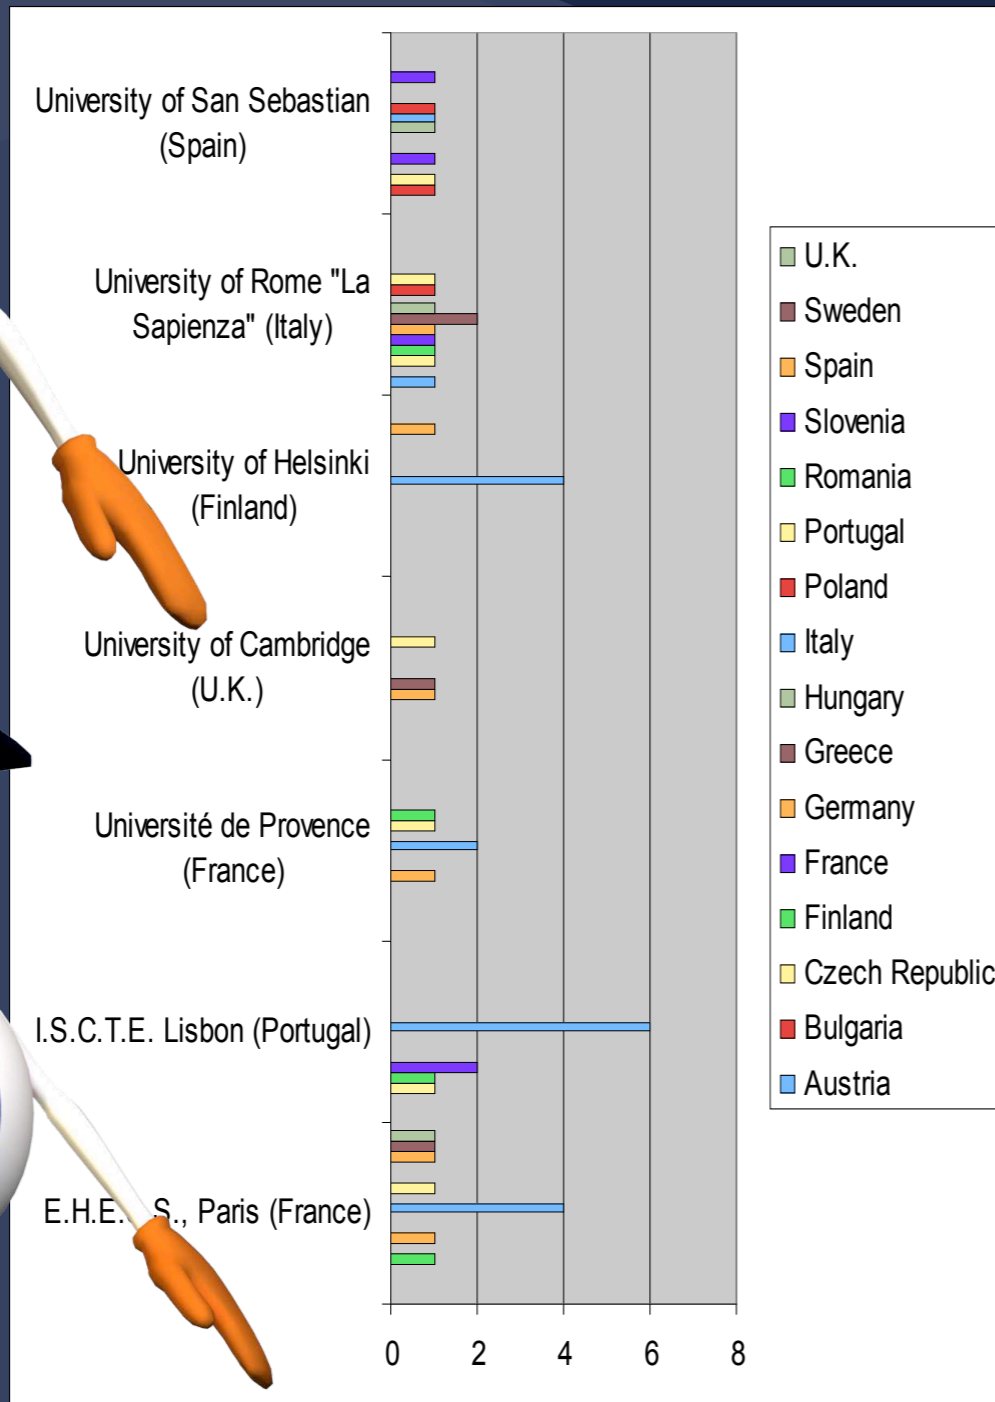 University of San Sebastian
(Spain)
University of Rome "La
Sapienza" (Italy)
University of Helsinki
(Finland)
University of Cambridge
(U.K.)
Université de Provence
(France)
I.S.C.T.E. Lisbon (Portugal)
Paris (France)
0 2 4 6 8
U.K.
Sweden
Spain
Slovenia
Romania
Portugal
Poland
Italy
Hungary
Greece
Germany
France
Finland
Czech Republic
Bulgaria
Austria